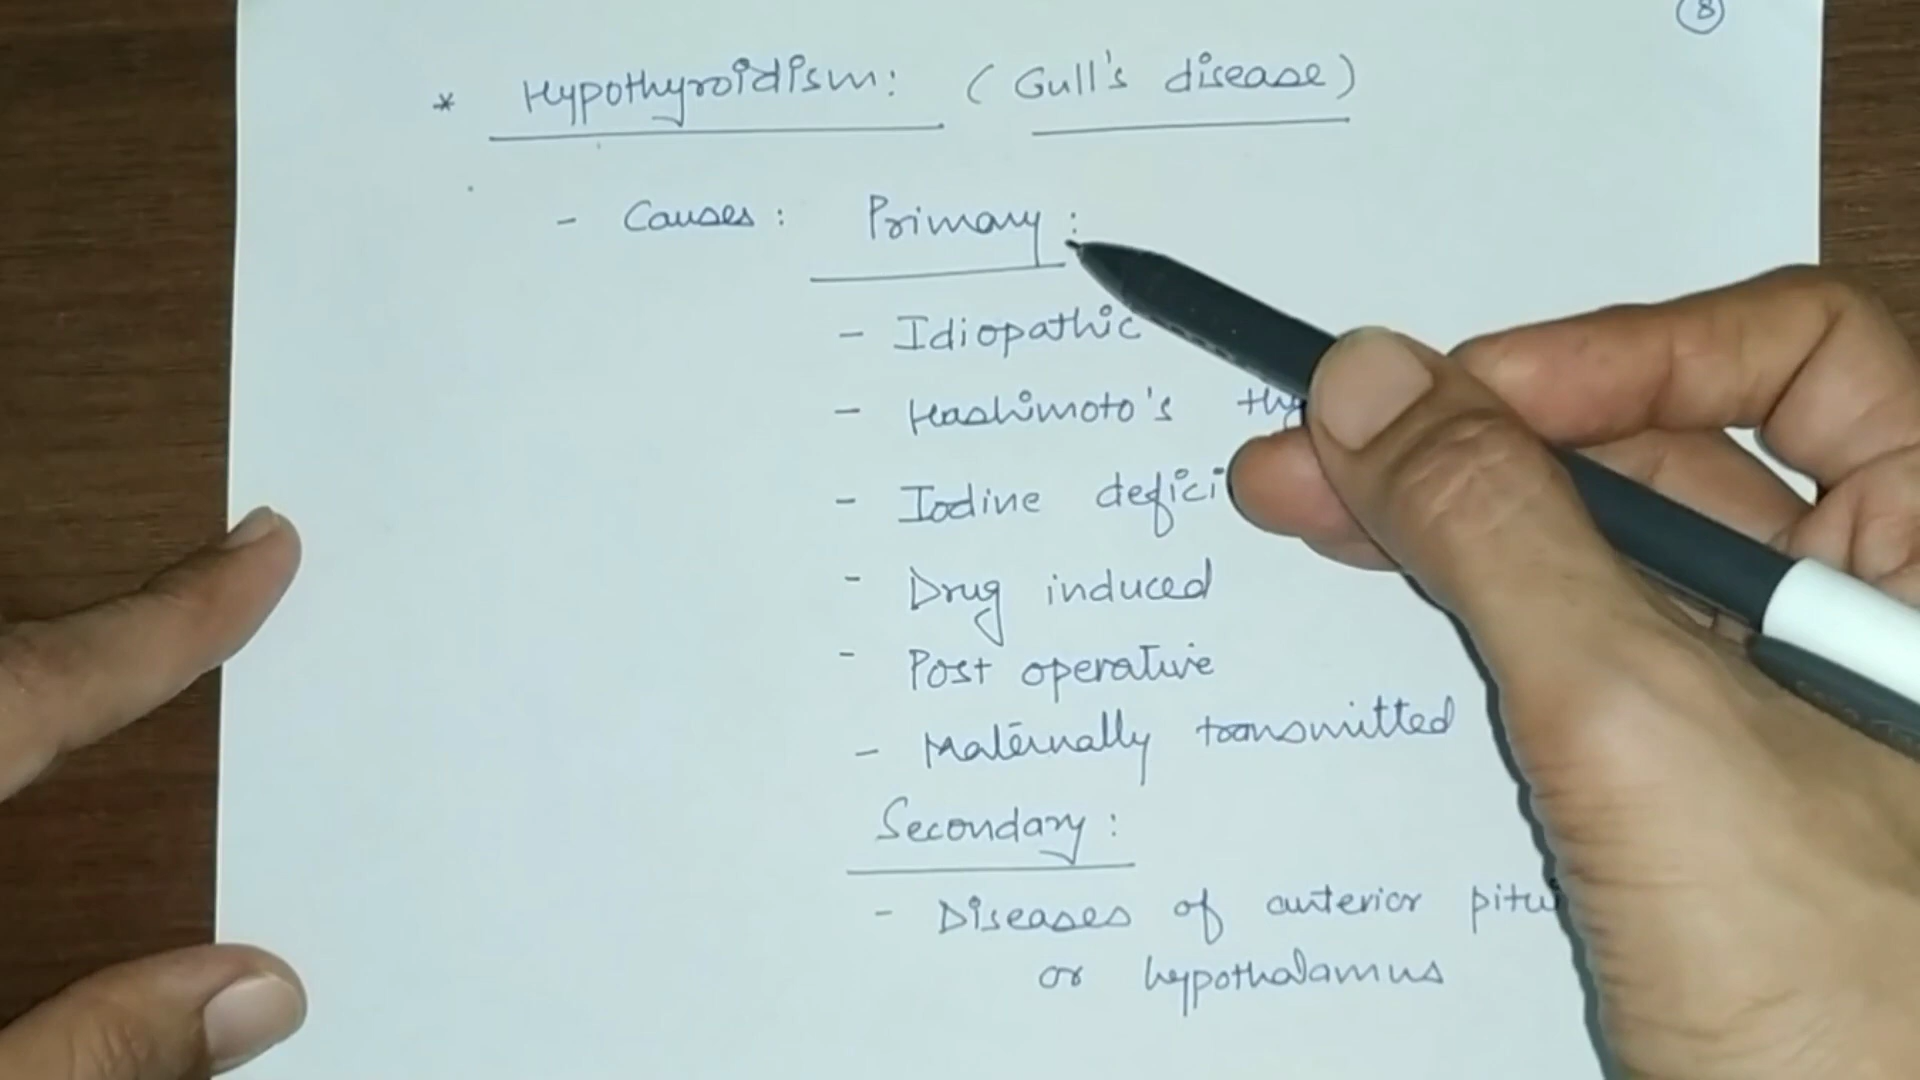 8
* Hypothyroidism: (Gull's disease)
- Causes: Primary:
- Idiopathic
- Hashimoto's
- Iodine
- Drug induced
- Post operative
- Maternally transmitted
Secondary:
- Diseases of anterior
or hypothalamus